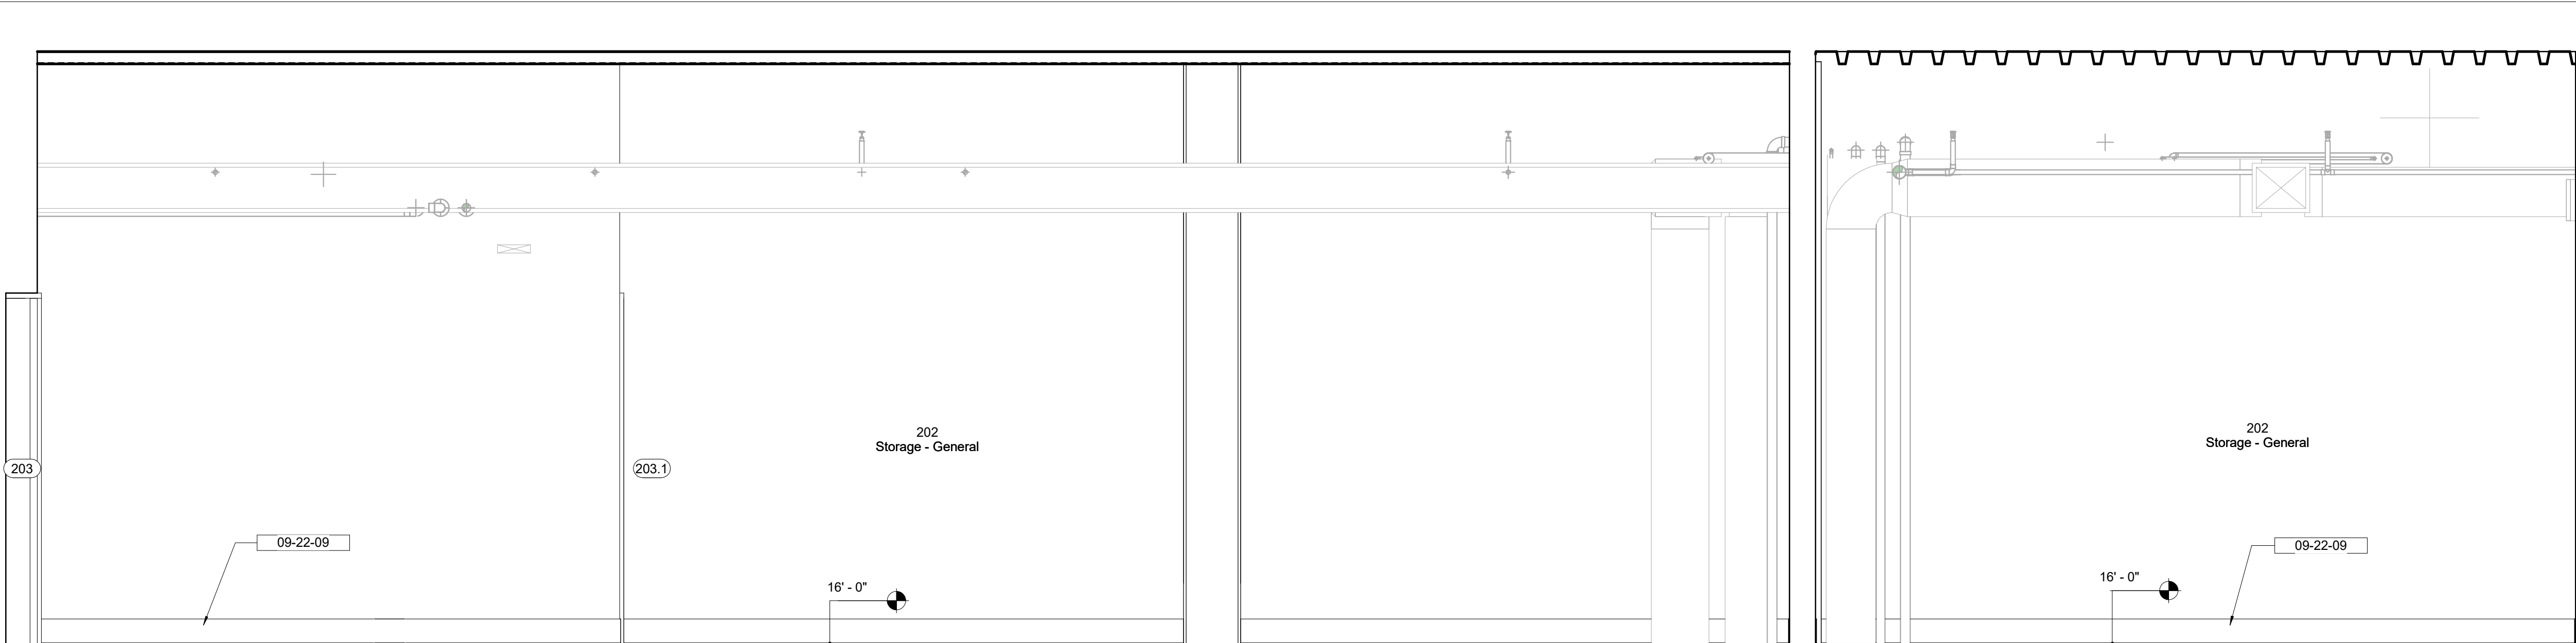 202
Storage - General
203
203.1
09-22-09
16' - 0"
202
Storage - General
09-22-09
16' - 0"